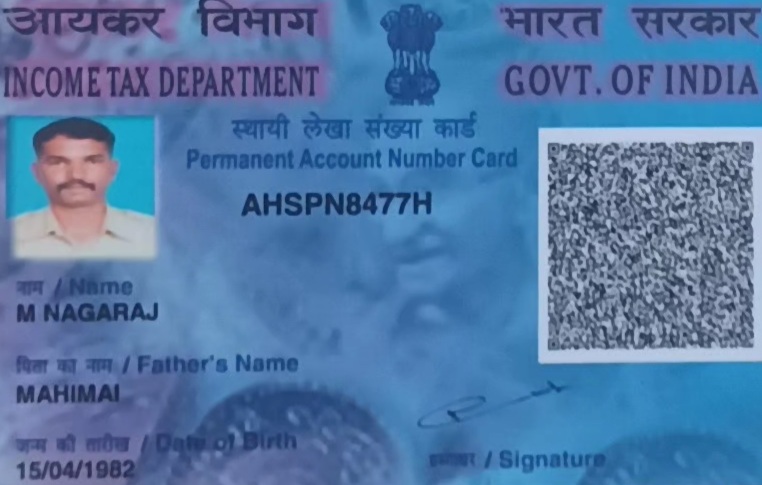 आयकर विभाग
भारत सरकार
INCOME TAX DEPARTMENT
GOVT. OF INDIA
स्थायी लेखा संख्या कार्ड
Permanent Account Number Card
AHSPN8477H
नाम / Name
M NAGARAJ
पिता का नाम / Father's Name
MAHIMAI
जन्म की तारीख / Date of Birth
15/04/1982
हस्ताक्षर / Signature